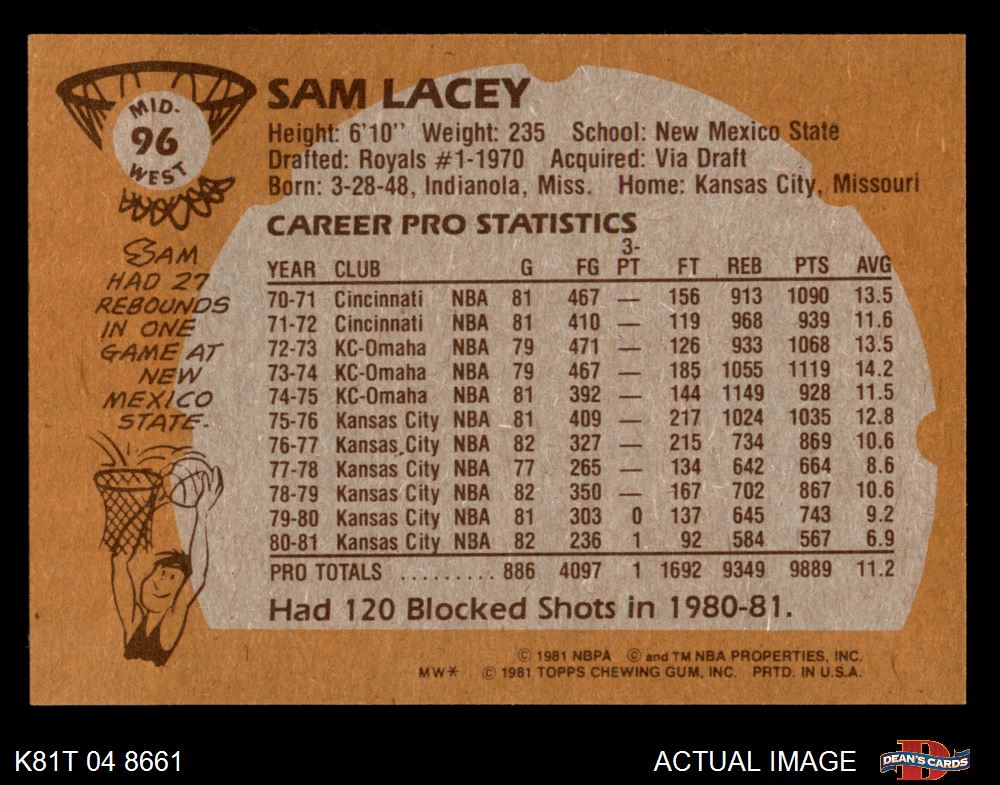 MID-
96
WEST
SAM LACEY
Height: 6'10" Weight: 235 School: New Mexico State
Drafted: Royals #1-1970 Acquired: Via Draft
Born: 3-28-48, Indianola, Miss. Home: Kansas City, Missouri
CAREER PRO STATISTICS
YEAR CLUB G FG 3-PT FT REB PTS AVG
70-71 Cincinnati NBA 81 467 — 156 913 1090 13.5
71-72 Cincinnati NBA 81 410 — 119 968 939 11.6
72-73 KC-Omaha NBA 79 471 — 126 933 1068 13.5
73-74 KC-Omaha NBA 79 467 — 185 1055 1119 14.2
74-75 KC-Omaha NBA 81 392 — 144 1149 928 11.5
75-76 Kansas City NBA 81 409 — 217 1024 1035 12.8
76-77 Kansas City NBA 82 327 — 215 734 869 10.6
77-78 Kansas City NBA 77 265 — 134 642 664 8.6
78-79 Kansas City NBA 82 350 — 167 702 867 10.6
79-80 Kansas City NBA 81 303 0 137 645 743 9.2
80-81 Kansas City NBA 82 236 1 92 584 567 6.9
PRO TOTALS ......... 886 4097 1 1692 9349 9889 11.2
Had 120 Blocked Shots in 1980-81.
SAM
HAD 27
REBOUNDS
IN ONE
GAME AT
NEW
MEXICO
STATE.
© 1981 NBPA © and TM NBA PROPERTIES, INC.
MW* © 1981 TOPPS CHEWING GUM, INC. PRTD. IN U.S.A.
K81T 04 8661
ACTUAL IMAGE
D
DEAN'S CARDS